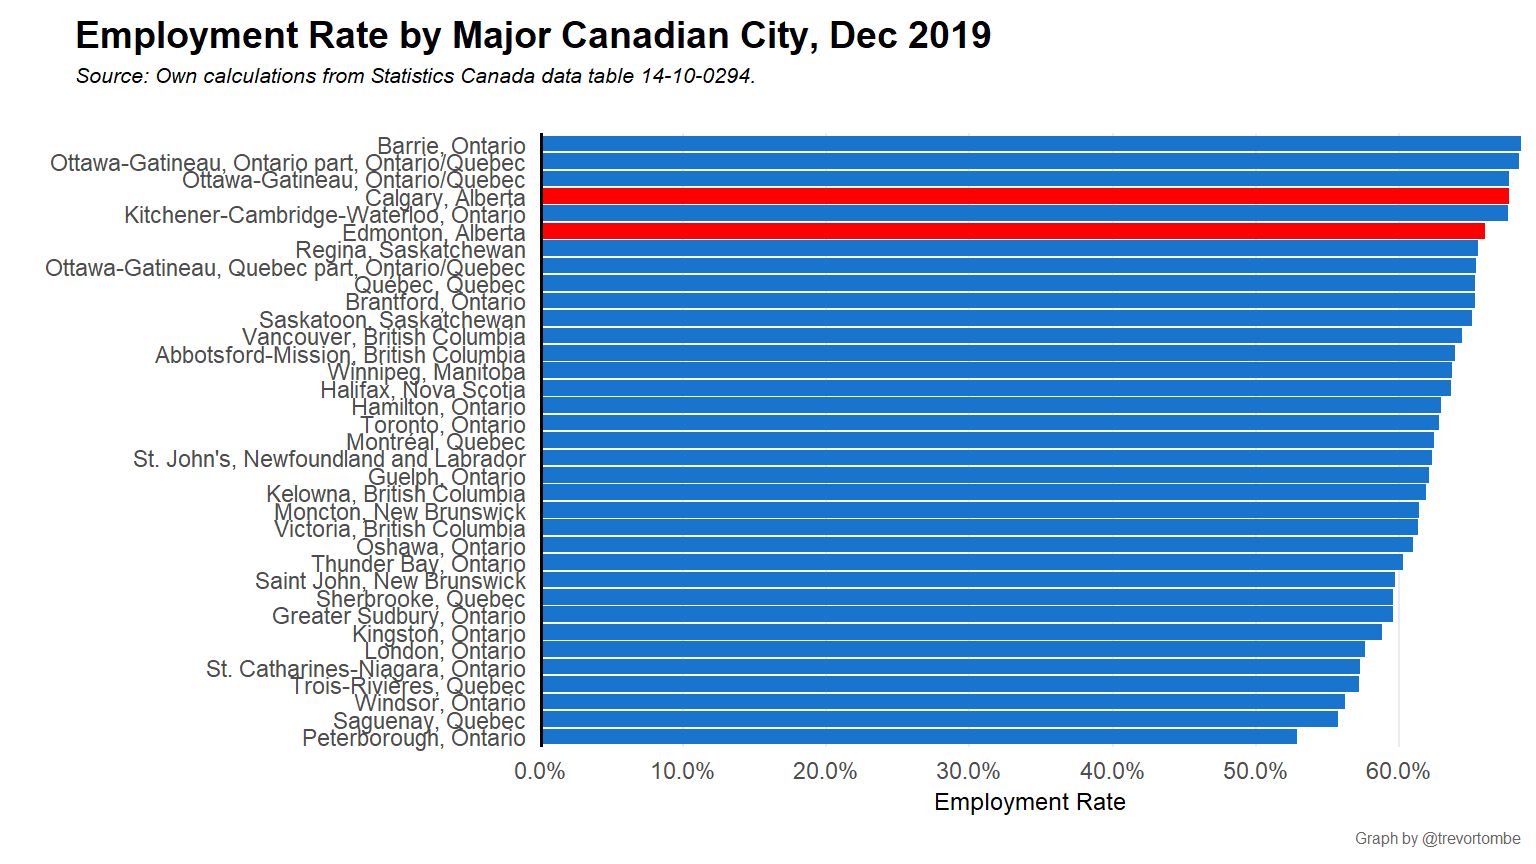 Employment Rate by Major Canadian City, Dec 2019
Source: Own calculations from Statistics Canada data table 14-10-0294.
Barrie, Ontario
Ottawa-Gatineau, Ontario part, Ontario/Quebec
Ottawa-Gatineau, Ontario/Quebec
Calgary, Alberta
Kitchener-Cambridge-Waterloo, Ontario
Edmonton, Alberta
Regina, Saskatchewan
Ottawa-Gatineau, Quebec part, Ontario/Quebec
Québec, Quebec
Brantford, Ontario
Saskatoon, Saskatchewan
Vancouver, British Columbia
Abbotsford-Mission, British Columbia
Winnipeg, Manitoba
Halifax, Nova Scotia
Hamilton, Ontario
Toronto, Ontario
Montréal, Quebec
St. John's, Newfoundland and Labrador
Guelph, Ontario
Kelowna, British Columbia
Moncton, New Brunswick
Victoria, British Columbia
Oshawa, Ontario
Thunder Bay, Ontario
Saint John, New Brunswick
Sherbrooke, Quebec
Greater Sudbury, Ontario
Kingston, Ontario
London, Ontario
St. Catharines-Niagara, Ontario
Trois-Rivières, Quebec
Windsor, Ontario
Saguenay, Quebec
Peterborough, Ontario
0.0% 10.0% 20.0% 30.0% 40.0% 50.0% 60.0%
Employment Rate
Graph by @trevortombe